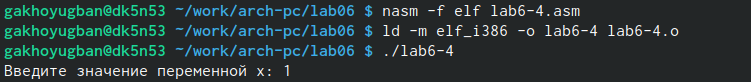 gakhoyugban@dk5n53 ~/work/arch-pc/lab06 $ nasm -f elf lab6-4.asm
gakhoyugban@dk5n53 ~/work/arch-pc/lab06 $ ld -m elf_i386 -o lab6-4 lab6-4.o
gakhoyugban@dk5n53 ~/work/arch-pc/lab06 $ ./lab6-4
Введите значение переменной x: 1